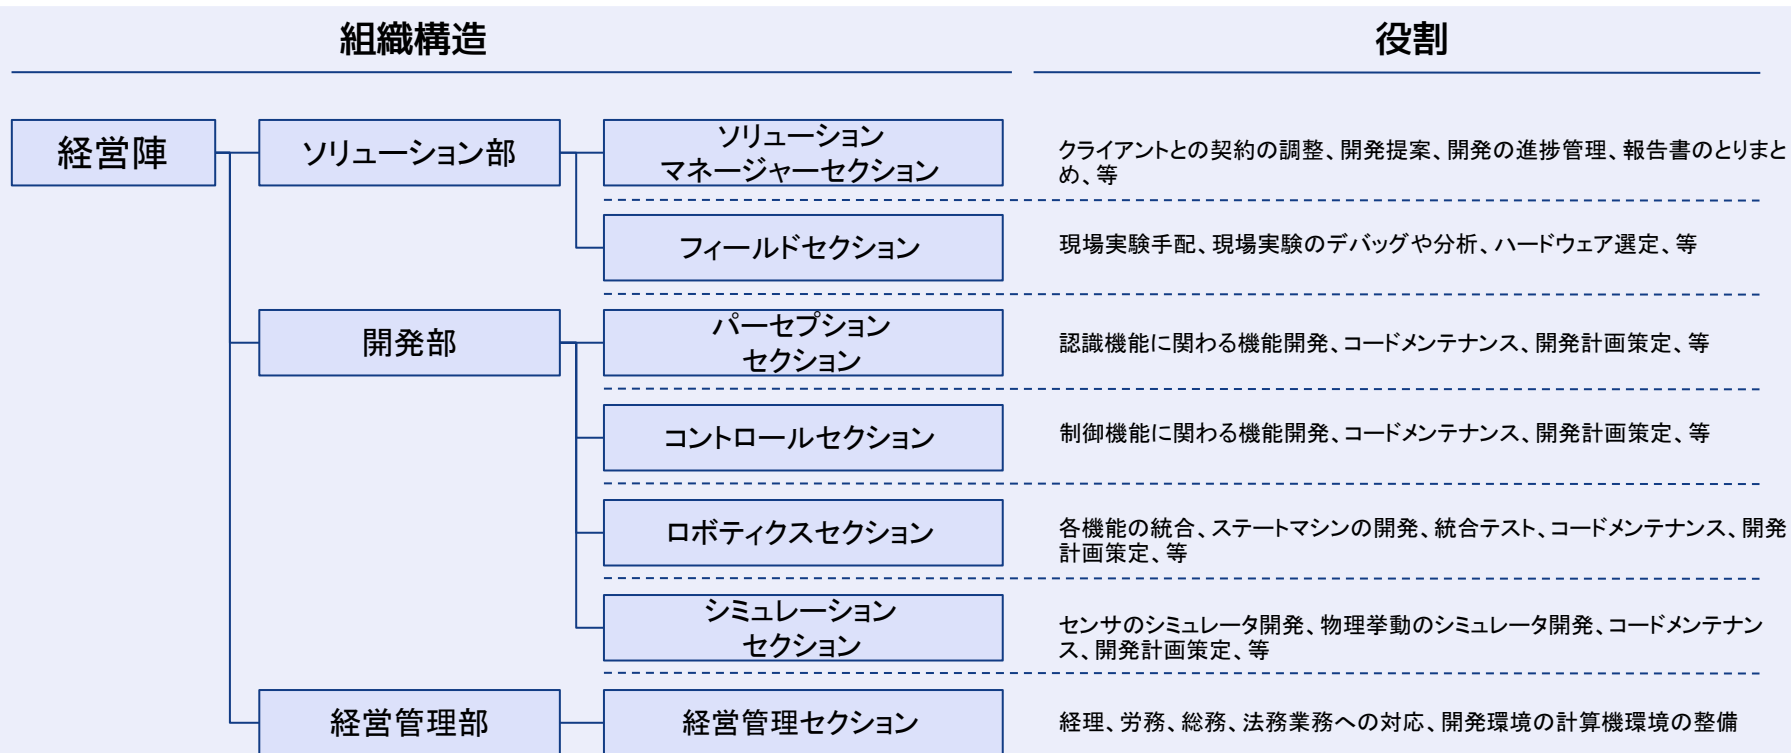 組織構造
役割
経営陣
ソリューション部
ソリューション
マネージャーセクション
クライアントとの契約の調整、開発提案、開発の進捗管理、報告書のとりまと
め、等
フィールドセクション
現場実験手配、現場実験のデバッグや分析、ハードウェア選定、等
開発部
パーセプション
セクション
認識機能に関わる機能開発、コードメンテナンス、開発計画策定、等
コントロールセクション
制御機能に関わる機能開発、コードメンテナンス、開発計画策定、等
ロボティクスセクション
各機能の統合、ステートマシンの開発、統合テスト、コードメンテナンス、開発
計画策定、等
シミュレーション
セクション
センサのシミュレータ開発、物理挙動のシミュレータ開発、コードメンテナン
ス、開発計画策定、等
経営管理部
経営管理セクション
経理、労務、総務、法務業務への対応、開発環境の計算機環境の整備